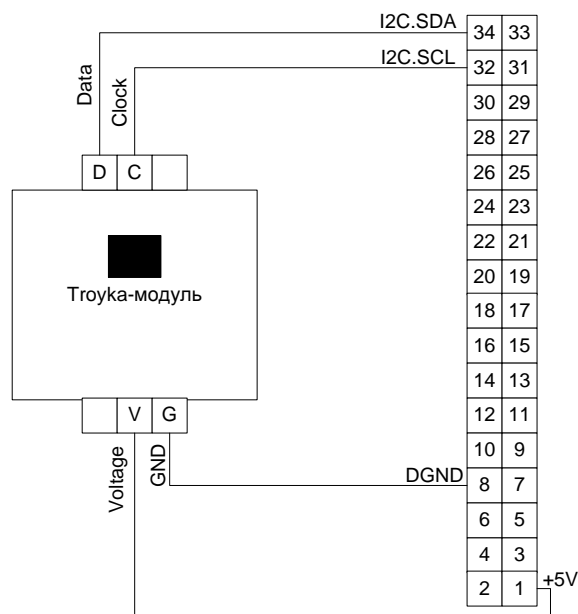 I2C.SDA
34 33
I2C.SCL
32 31
Data
Clock
30 29
28 27
D C
26 25
24 23
22 21
20 19
Troyka-модуль
18 17
16 15
14 13
V G
12 11
10 9
Voltage
GND
DGND
8 7
6 5
4 3
+5V
2 1